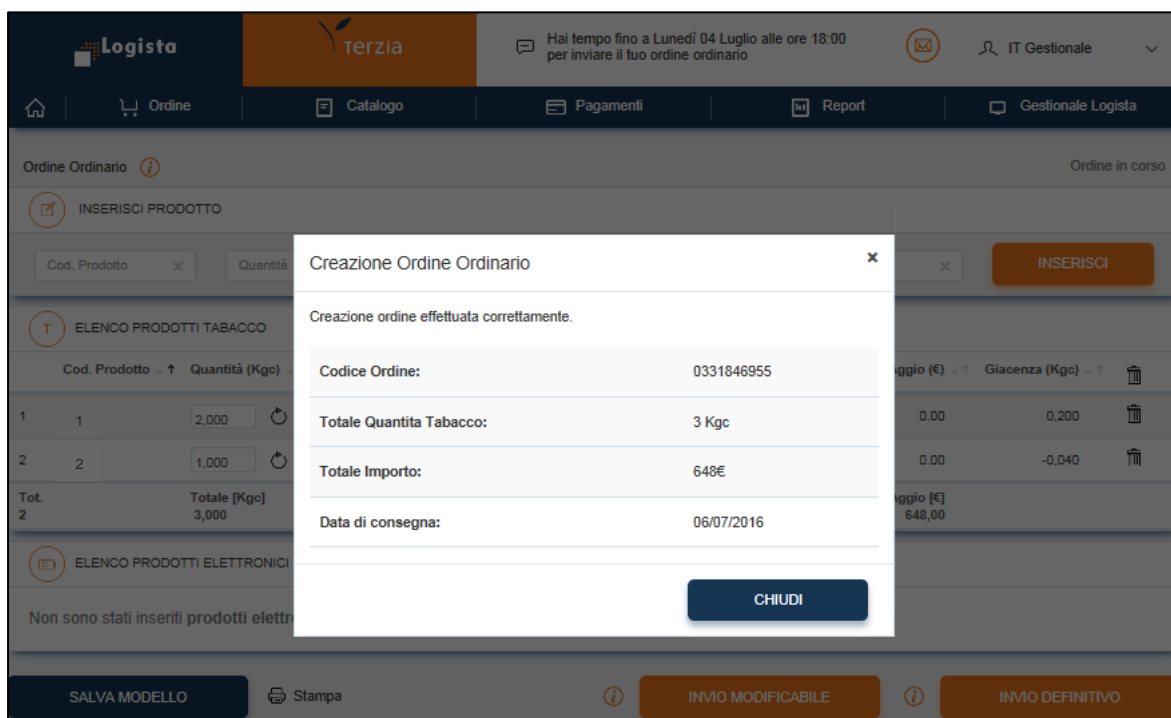 Logista
Terzia
Hai tempo fino a Lunedì 04 Luglio alle ore 18:00
per inviare il tuo ordine ordinario
IT Gestionale
Ordine
Catalogo
Pagamenti
Report
Gestionale Logista
Ordine Ordinario
Ordine in corso
INSERISCI PRODOTTO
Cod. Prodotto
Quantità
INSERISCI
Creazione Ordine Ordinario
Creazione ordine effettuata correttamente.
Codice Ordine: 0331846955
Totale Quantita Tabacco: 3 Kgc
Totale Importo: 648€
Data di consegna: 06/07/2016
CHIUDI
T ELENCO PRODOTTI TABACCO
Cod. Prodotto Quantità (Kgc) ggio (€) Giacenza (Kgc)
1 1 2,000 0.00 0,200
2 2 1,000 0.00 -0,040
Tot. Totale [Kgc] Aggio [€]
2 3,000 648,00
ELENCO PRODOTTI ELETTRONICI
Non sono stati inseriti prodotti elettr
SALVA MODELLO
Stampa
INVIO MODIFICABILE
INVIO DEFINITIVO